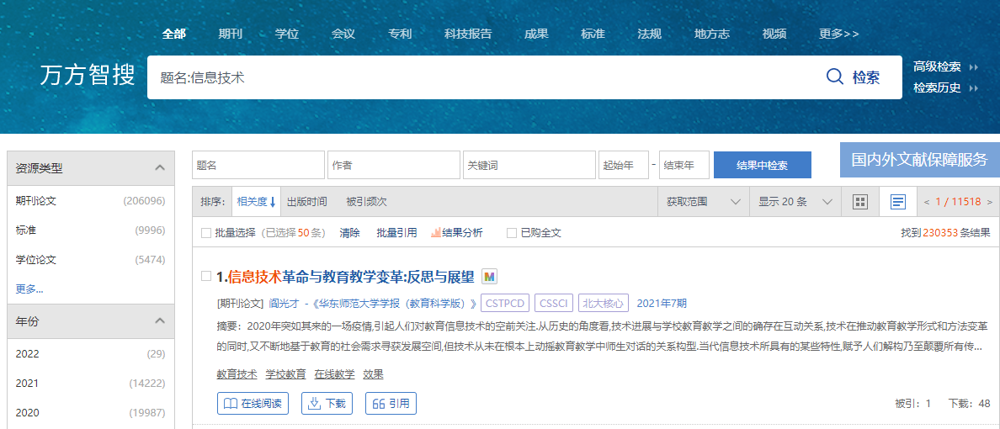 全部 期刊 学位 会议 专利 科技报告 成果 标准 法规 地方志 视频 更多>>
万方智搜 题名:信息技术 检索 高级检索
检索历史
资源类型 题名 作者 关键词 起始年 - 结束年 结果中检索 国内外文献保障服务
期刊论文 (206096) 排序: 相关度 出版时间 被引频次 获取范围 显示 20 条 < 1 / 11518 >
标准 (9996) 批量选择 (已选择 50 条) 清除 批量引用 结果分析 已购全文 找到 230353 条结果
学位论文 (5474)
更多...
1.信息技术革命与教育教学变革:反思与展望 M
[期刊论文] 阎光才 -《华东师范大学学报（教育科学版）》 CSTPCD CSSCI 北大核心 2021年7期
年份
摘要：2020年突如其来的一场疫情,引起人们对教育信息技术的空前关注.从历史的角度看,技术进展与学校教育教学之间的确存在互动关系,技术在推动教育教学形式和方法变革
的同时,又不断地基于教育的社会需求寻获发展空间,但技术从未在根本上动摇教育教学中师生对话的关系构型.当代信息技术所具有的某些特性,赋予人们解构乃至颠覆所有传...
2022 (29)
教育技术 学校教育 在线教学 效果
2021 (14222)
在线阅读 下载 引用 被引：1 下载：48
2020 (19987)